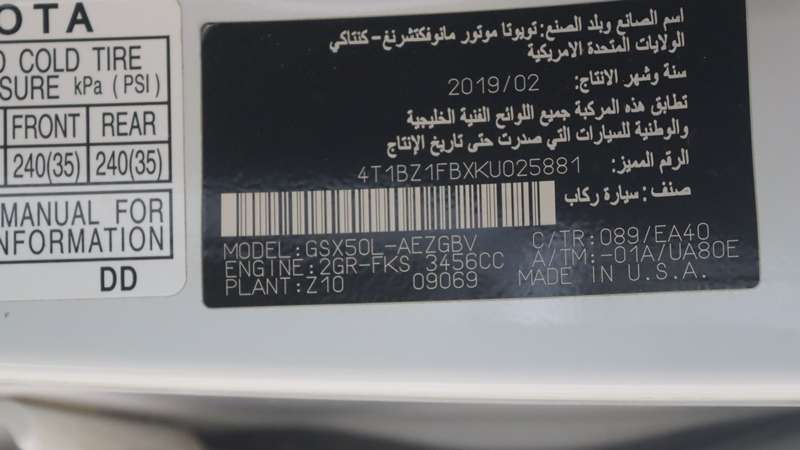 OTA
D COLD TIRE
SURE kPa (PSI)
FRONT REAR
240(35) 240(35)
MANUAL FOR
NFORMATION
DD
اسم الصانع وبلد الصنع: تويوتا موتور مانوفكتشرنغ- كنتاكي
الولايات المتحدة الامريكية
سنة وشهر الانتاج: 2019/02
تطابق هذه المركبة جميع اللوائح الفنية الخليجية
والوطنية للسيارات التي صدرت حتى تاريخ الإنتاج
الرقم المميز: 4T1BZ1FBXKU025881
صنف: سيارة ركاب
MODEL:GSX50L-AEZGBV C/TR:089/EA40
ENGINE:2GR-FKS 3456CC A/TM:-01A/UA80E
PLANT:Z10 09069 MADE IN U.S.A.